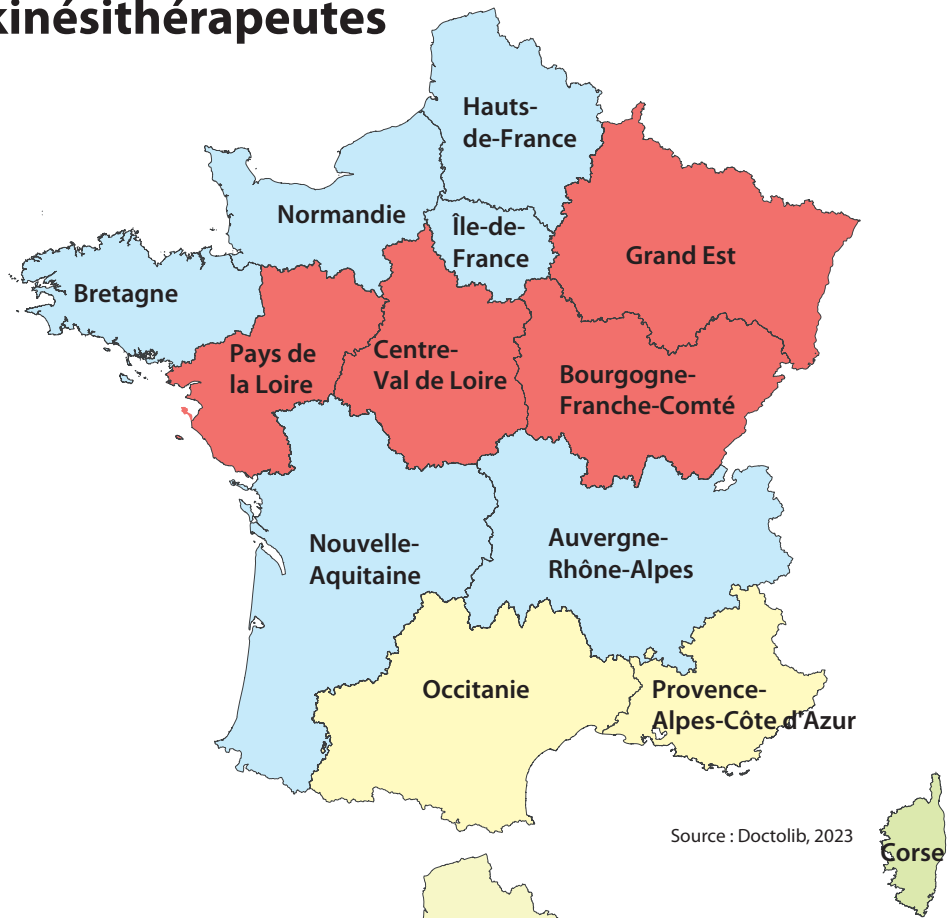 kinésithérapeutes
Hauts-
de-France
Normandie
Île-de-
France
Grand Est
Bretagne
Pays de
la Loire
Centre-
Val de Loire
Bourgogne-
Franche-Comté
Nouvelle-
Aquitaine
Auvergne-
Rhône-Alpes
Occitanie
Provence-
Alpes-Côte d'Azur
Source : Doctolib, 2023
Corse